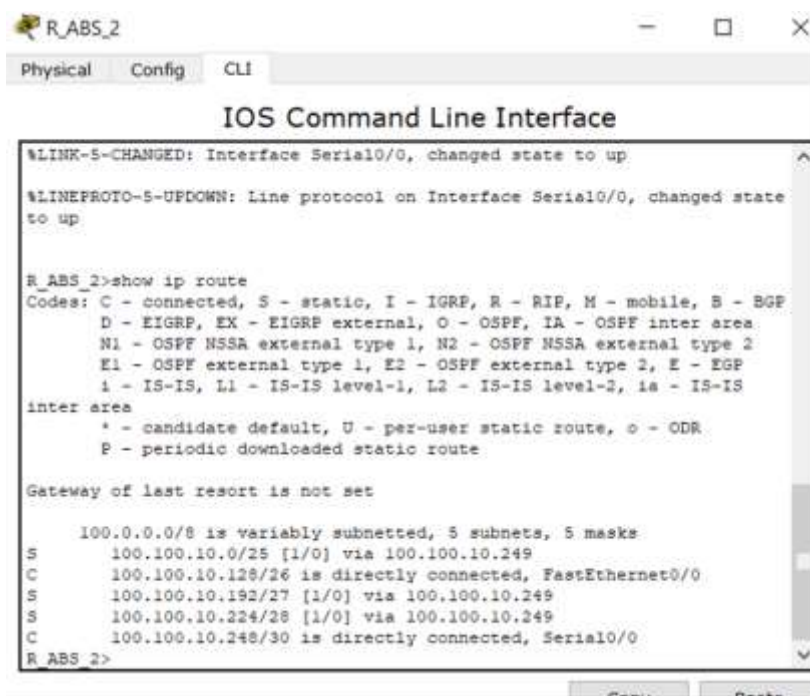 R_ABS_2
Physical Config CLI
IOS Command Line Interface
%LINK-5-CHANGED: Interface Serial0/0, changed state to up
%LINEPROTO-5-UPDOWN: Line protocol on Interface Serial0/0, changed state
to up
R_ABS_2>show ip route
Codes: C - connected, S - static, I - IGRP, R - RIP, M - mobile, B - BGP
D - EIGRP, EX - EIGRP external, O - OSPF, IA - OSPF inter area
N1 - OSPF NSSA external type 1, N2 - OSPF NSSA external type 2
E1 - OSPF external type 1, E2 - OSPF external type 2, E - EGP
i - IS-IS, L1 - IS-IS level-1, L2 - IS-IS level-2, ia - IS-IS
inter area
* - candidate default, U - per-user static route, o - ODR
P - periodic downloaded static route
Gateway of last resort is not set
100.0.0.0/8 is variably subnetted, 5 subnets, 5 masks
S 100.100.10.0/25 [1/0] via 100.100.10.249
C 100.100.10.128/26 is directly connected, FastEthernet0/0
S 100.100.10.192/27 [1/0] via 100.100.10.249
S 100.100.10.224/28 [1/0] via 100.100.10.249
C 100.100.10.248/30 is directly connected, Serial0/0
R_ABS_2>
Copy Paste